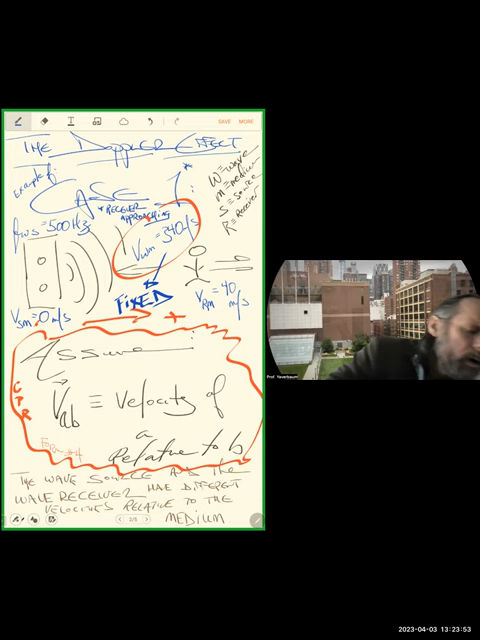 SAVE MORE
THE DOPPLER EFFECT
Example of:
CASE 1 *:
W≡wave
M≡medium
S≡Source
R≡Receiver
* RECEIVER
APPROACHING
fws = 500 Hz
Vwm = 340 m/s
FIXED
Vsm = 0 m/s
+
VRm = 40 m/s
Assume:
Vab ≡ Velocity of
a
Relative to b
THE WAVE SOURCE AND the
WAVE RECEIVER HAVE DIFFERENT
VELOCITIES RELATIVE TO THE
MEDIUM
2/5
Prof. Yaverbaum
2023-04-03 13:23:53